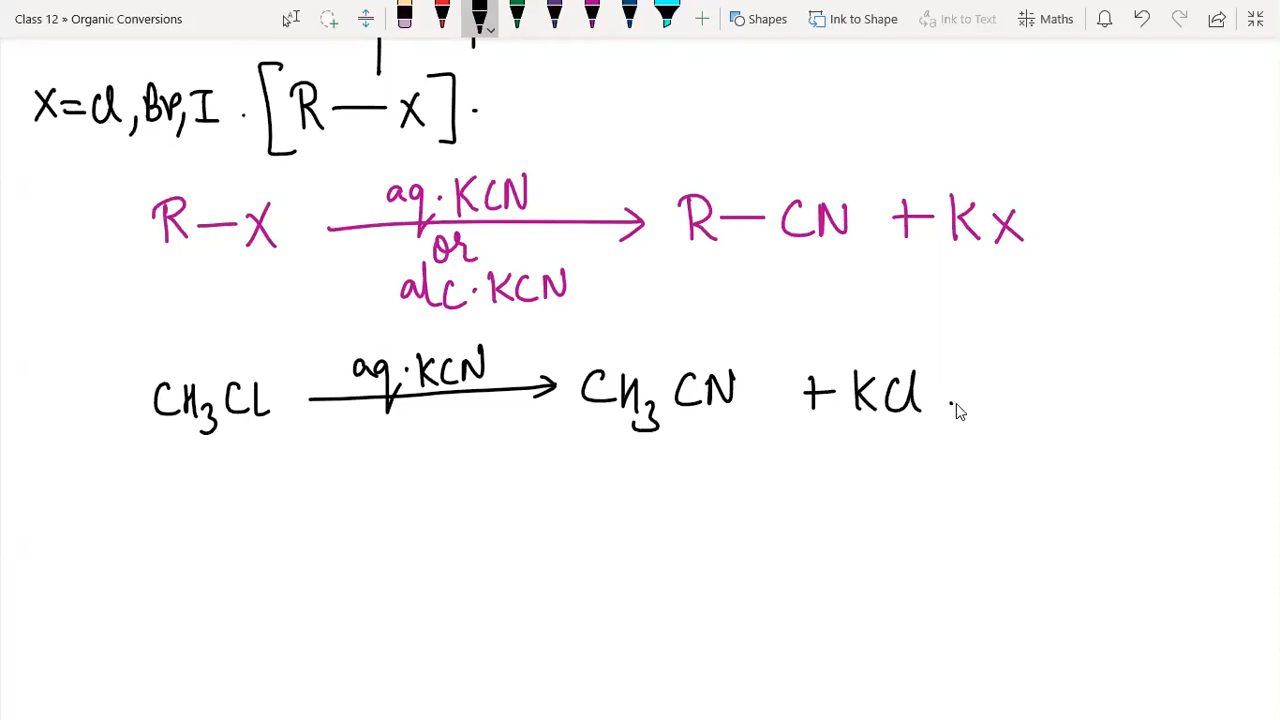 Class 12 » Organic Conversions
Shapes
Ink to Shape
Ink to Text
Maths
X=Cl, Br, I . [R—X].
aq. KCN
R—X → R—CN + KX
or
alc. KCN
aq. KCN
CH3CL → CH3CN + KCl .